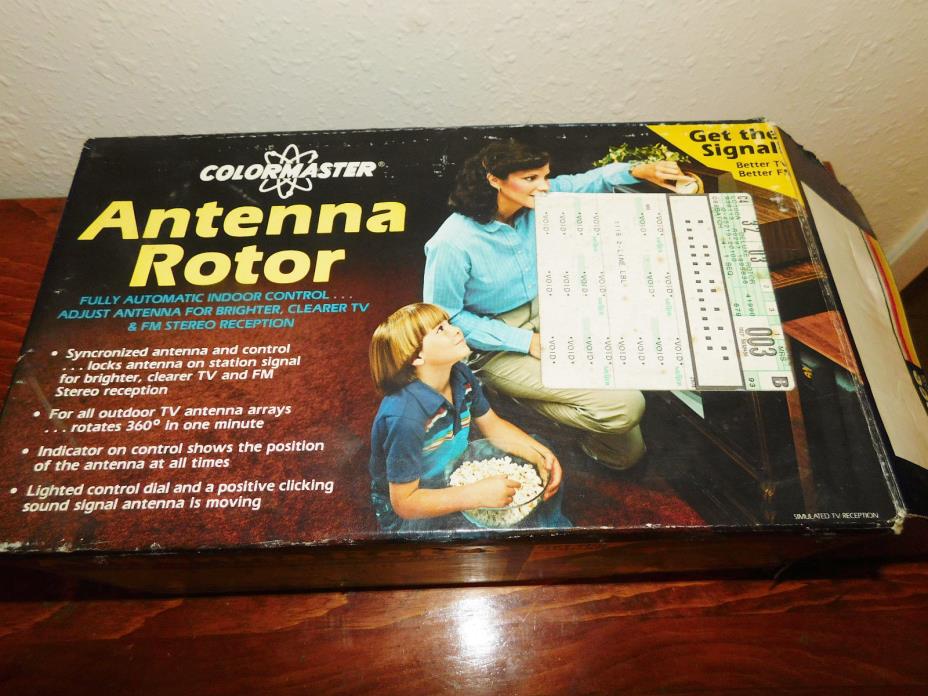 COLORMASTER®
Antenna
Rotor
FULLY AUTOMATIC INDOOR CONTROL . . .
ADJUST ANTENNA FOR BRIGHTER, CLEARER TV
& FM STEREO RECEPTION
• Syncronized antenna and control
. . . locks antenna on station signal
for brighter, clearer TV and FM
Stereo reception
• For all outdoor TV antenna arrays
. . . rotates 360° in one minute
• Indicator on control shows the position
of the antenna at all times
• Lighted control dial and a positive clicking
sound signal antenna is moving
Get the
Signal
Better TV
Better FM
1115 2-LINE LBL
•VOID•
003
B
SIMULATED TV RECEPTION